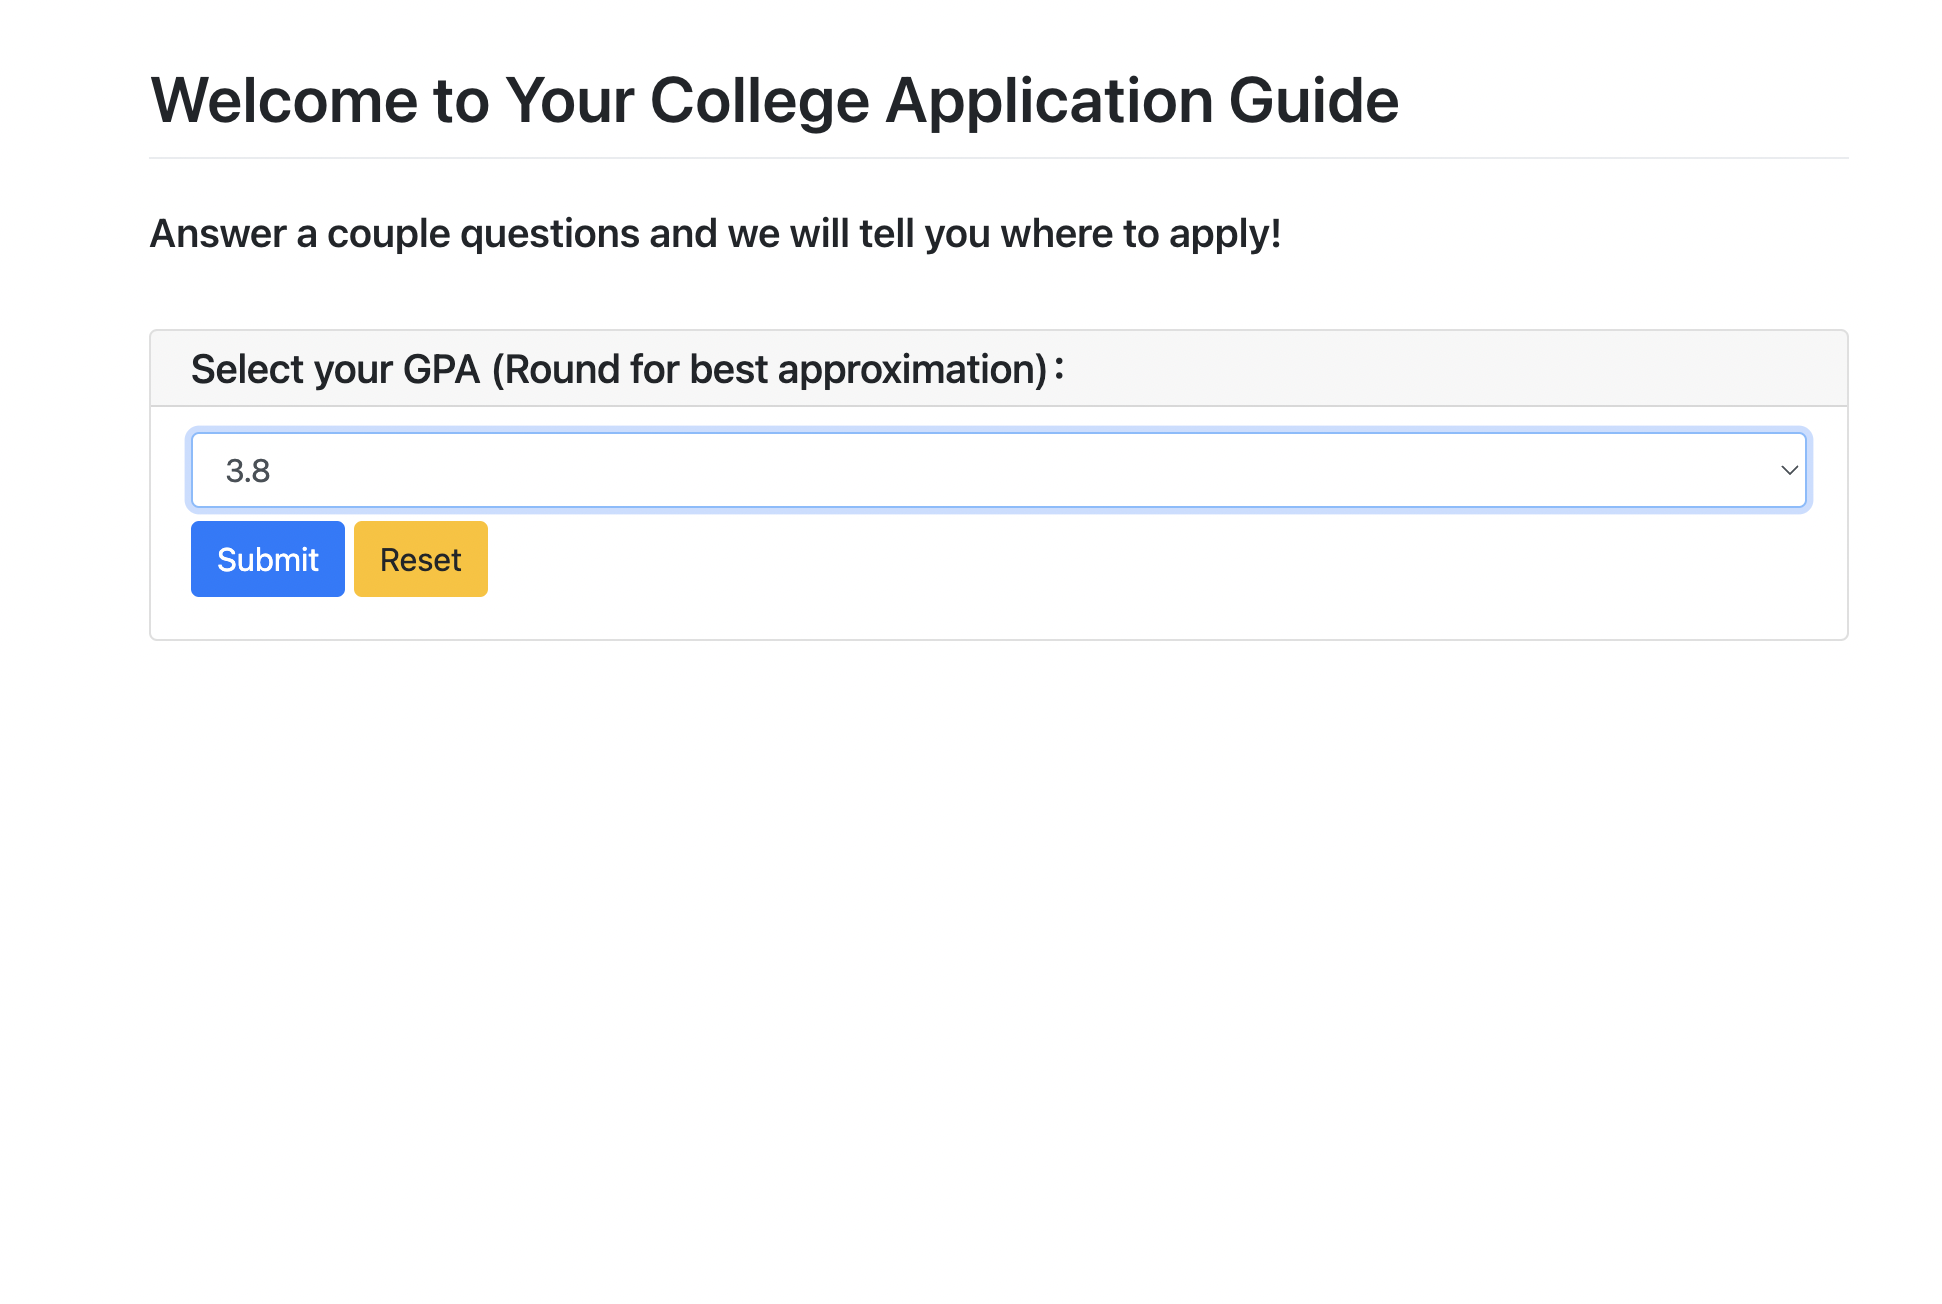 Welcome to Your College Application Guide
Answer a couple questions and we will tell you where to apply!
Select your GPA (Round for best approximation):
3.8
Submit Reset